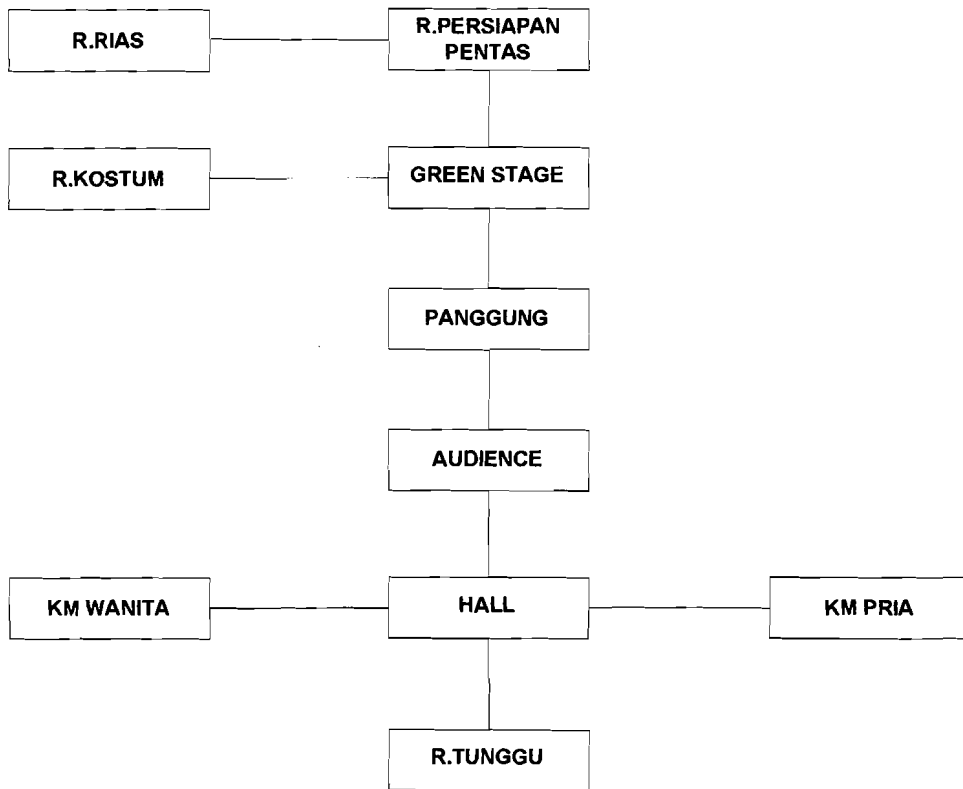 R.RIAS
R.PERSIAPAN
PENTAS
R.KOSTUM
GREEN STAGE
PANGGUNG
AUDIENCE
KM WANITA
HALL
KM PRIA
R.TUNGGU